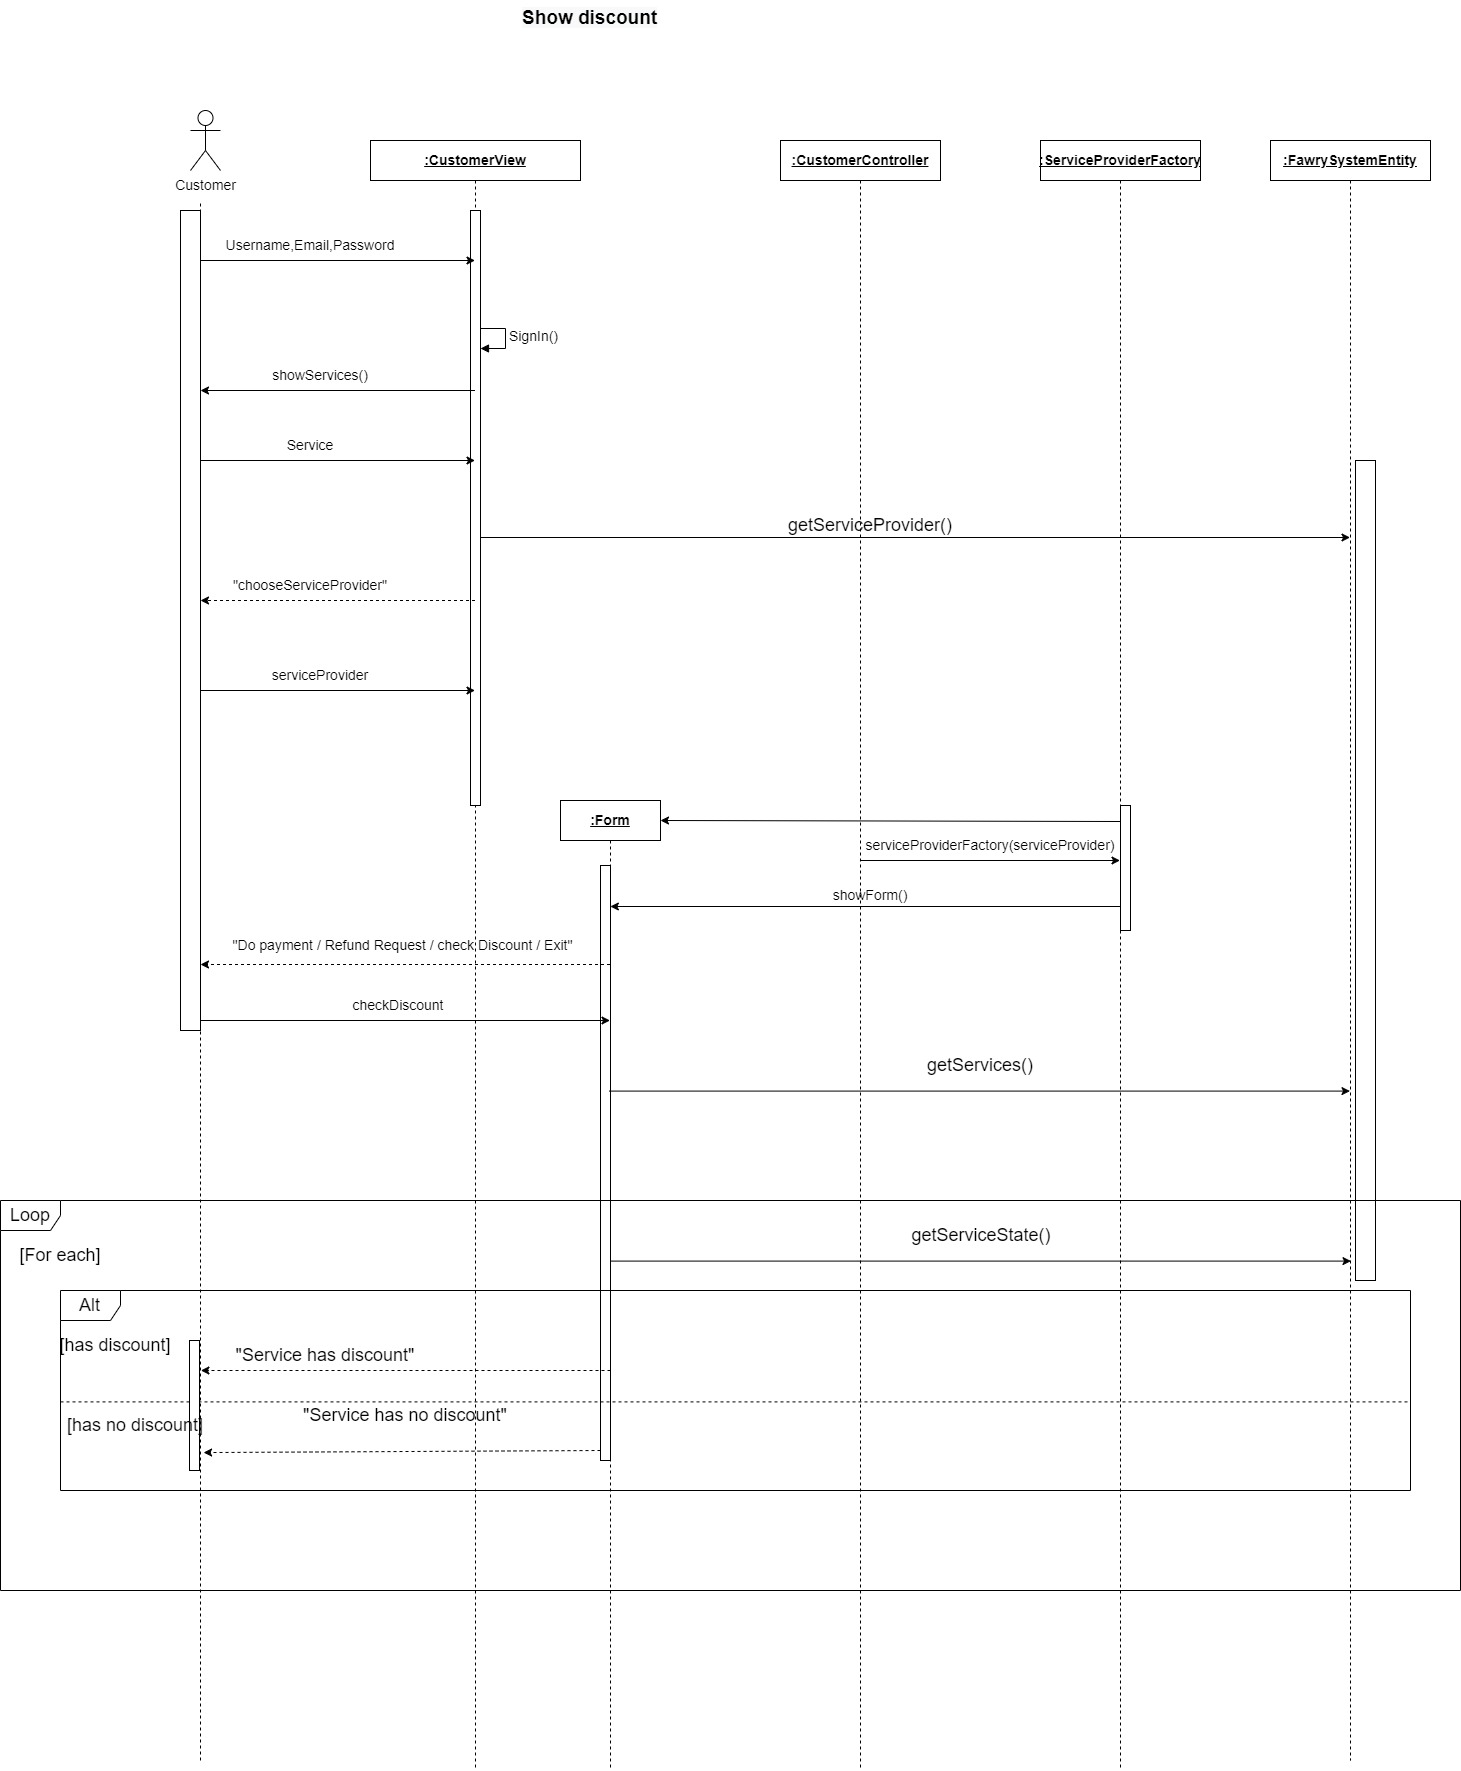 Show discount
Customer
:CustomerView
:CustomerController
:ServiceProviderFactory
:FawrySystemEntity
Username,Email,Password
SignIn()
showServices()
Service
getServiceProvider()
"chooseServiceProvider"
serviceProvider
:Form
serviceProviderFactory(serviceProvider)
showForm()
"Do payment / Refund Request / check Discount / Exit"
checkDiscount
getServices()
Loop
getServiceState()
[For each]
Alt
[has discount]
"Service has discount"
"Service has no discount"
[has no discount]